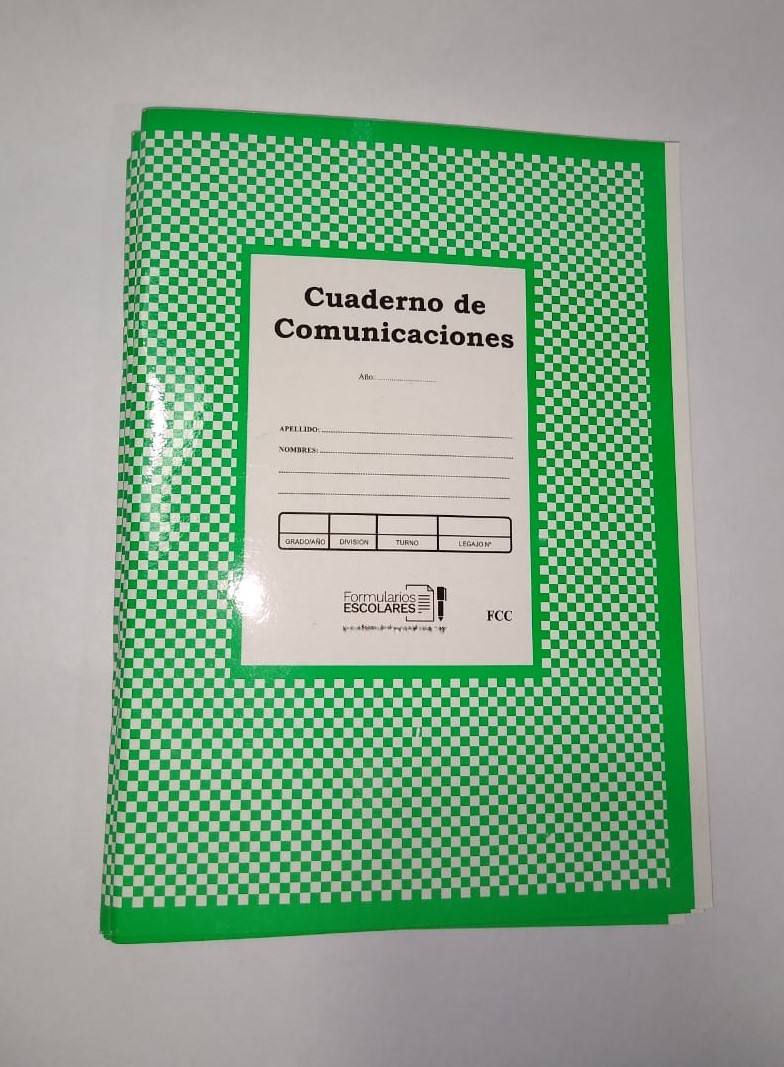 Cuaderno de
Comunicaciones
Año:..............................
APELLIDO:
NOMBRES:
GRADO/AÑO DIVISION TURNO LEGAJO Nº
Formularios
ESCOLARES
FCC